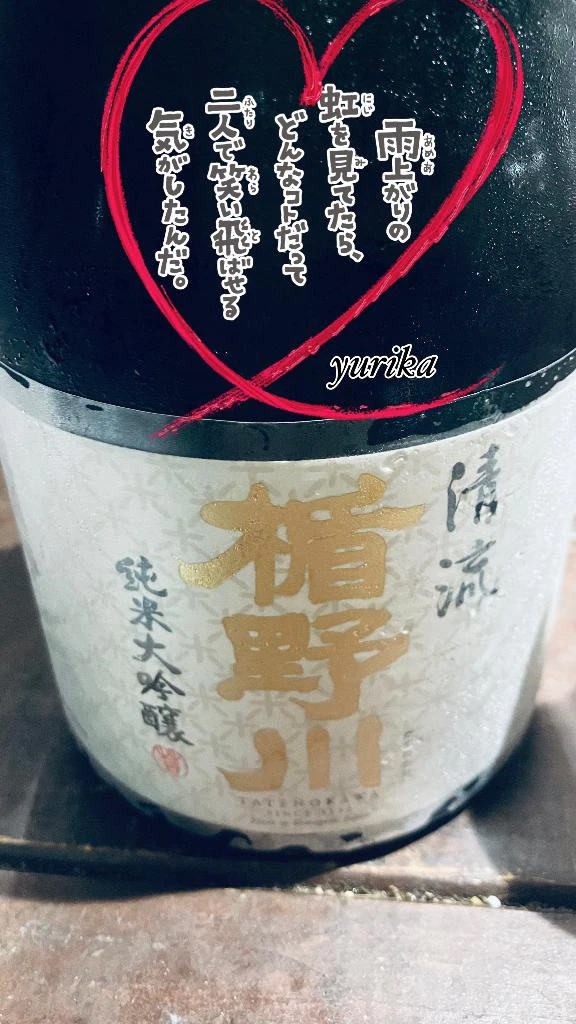 雨上がりの
虹を見てたら、
どんなコトだって
二人で笑い飛ばせる
気がしたんだ。
yurika
清流
楯野川
純米大吟醸
TATENOKAWA